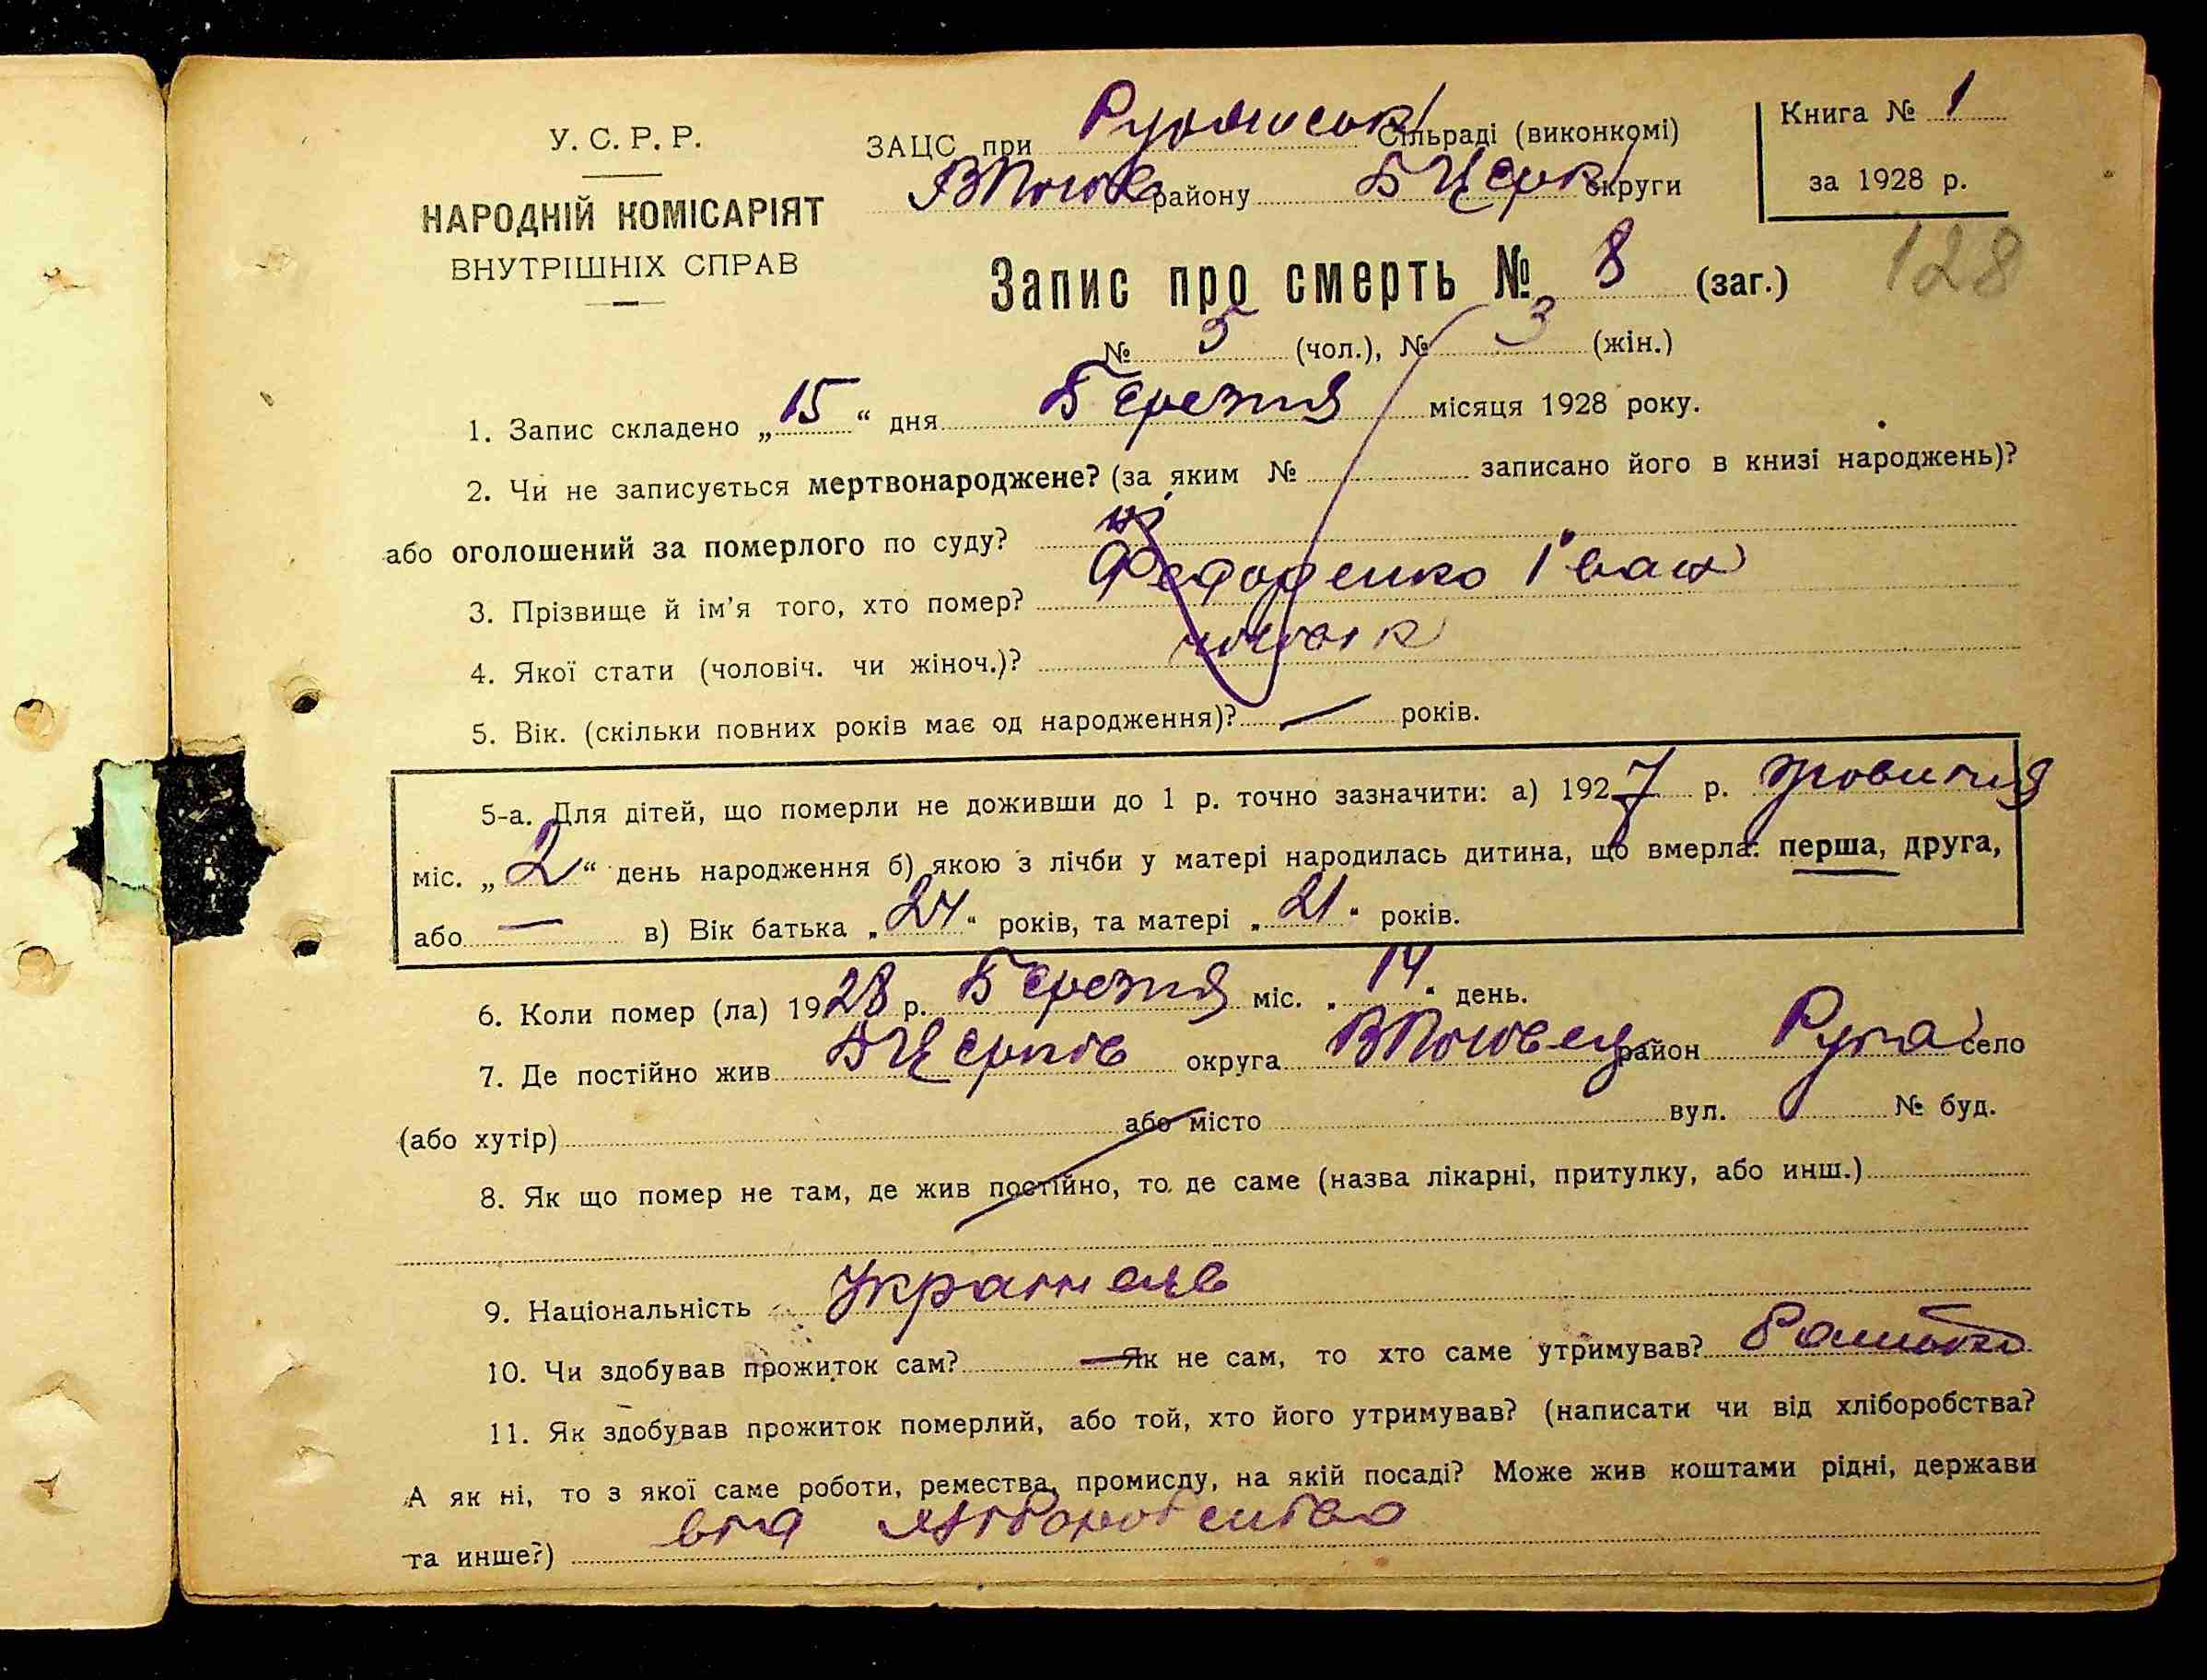 У. С. Р. Р.
НАРОДНІЙ КОМІСАРІЯТ
ВНУТРІШНІХ СПРАВ
ЗАЦС при Сільраді (виконкомі)
району Б Церк округи
Книга № 1
за 1928 р.
128
Запис про смерть № 8 (заг.)
№ 5 (чол.), № 3 (жін.)
1. Запис складено „15“ дня Березня місяця 1928 року.
2. Чи не записується мертвонароджене? (за яким № записано його в книзі народжень)?
або оголошений за померлого по суду? ні
3. Прізвище й ім’я того, хто помер? Федоренко Іван
4. Якої стати (чоловіч. чи жіноч.)?
5. Вік. (скільки повних років має од народження)? — років.
5-а. Для дітей, що померли не доживши до 1 р. точно зазначити: а) 1927 р.
міс. „2“ день народження б) якою з лічби у матері народилась дитина, що вмерла: перша, друга,
або — в) Вік батька „24“ років, та матері „21“ років.
6. Коли помер (ла) 1928 р. Березня міс. „14“ день.
7. Де постійно жив БЦерків округа район Руда село
(або хутір) або місто вул. № буд.
8. Як що помер не там, де жив постійно, то де саме (назва лікарні, притулку, або инш.)
9. Національність Украінець
10. Чи здобував прожиток сам? — Як не сам, то хто саме утримував? Батько
11. Як здобував прожиток померлий, або той, хто його утримував? (написати чи від хліборобства?
А як ні, то з якої саме роботи, ремества, промислу, на якій посаді? Може жив коштами рідні, держави
та инше?) від хліборобства